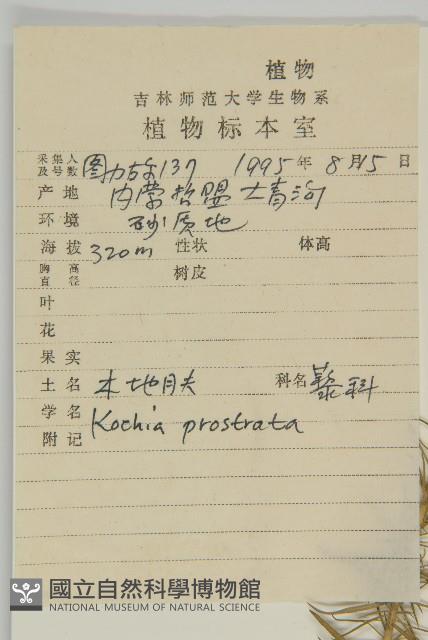 植物
吉林师范大学生物系
植物标本室
采集人及号数 图力古尔137 1995年8月15日
产地 内蒙哲盟大青沟
环境 砂质地
海拔 320m 性状 体高
胸高直径 树皮
叶
花
果实
土名 木地肤 科名 藜科
学名 Kochia prostrata
附记
國立自然科學博物館
NATIONAL MUSEUM OF NATURAL SCIENCE